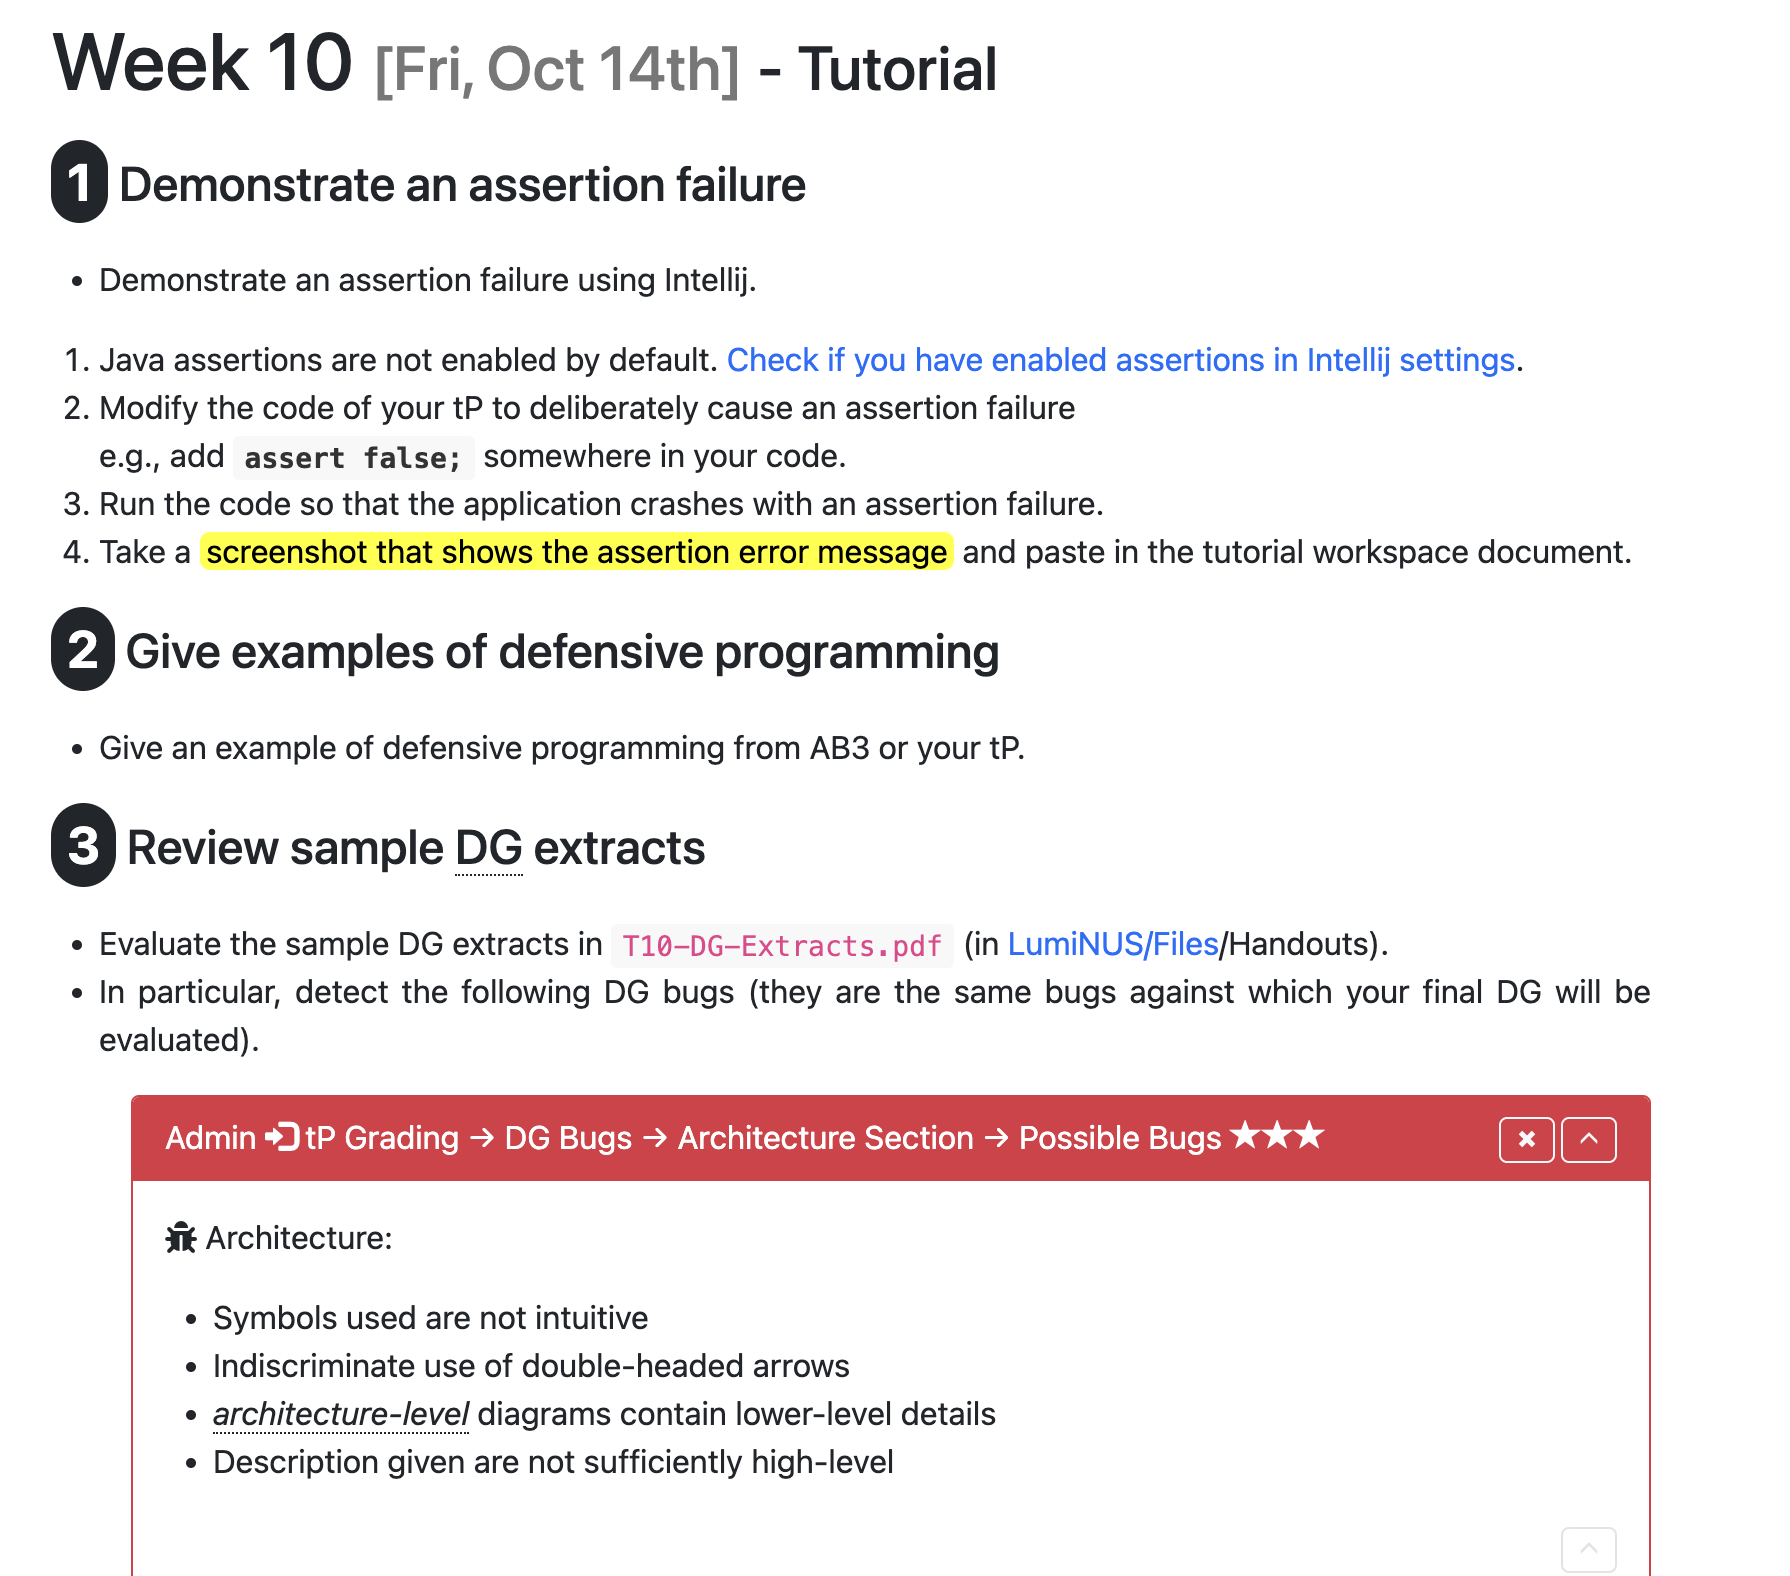 Week 10 [Fri, Oct 14th] - Tutorial
1 Demonstrate an assertion failure
• Demonstrate an assertion failure using Intellij.
1. Java assertions are not enabled by default. Check if you have enabled assertions in Intellij settings.
2. Modify the code of your tP to deliberately cause an assertion failure
e.g., add assert false; somewhere in your code.
3. Run the code so that the application crashes with an assertion failure.
4. Take a screenshot that shows the assertion error message and paste in the tutorial workspace document.
2 Give examples of defensive programming
• Give an example of defensive programming from AB3 or your tP.
3 Review sample DG extracts
• Evaluate the sample DG extracts in T10-DG-Extracts.pdf (in LumiNUS/Files/Handouts).
• In particular, detect the following DG bugs (they are the same bugs against which your final DG will be
evaluated).
Admin tP Grading → DG Bugs → Architecture Section → Possible Bugs ★★★
Architecture:
• Symbols used are not intuitive
• Indiscriminate use of double-headed arrows
• architecture-level diagrams contain lower-level details
• Description given are not sufficiently high-level